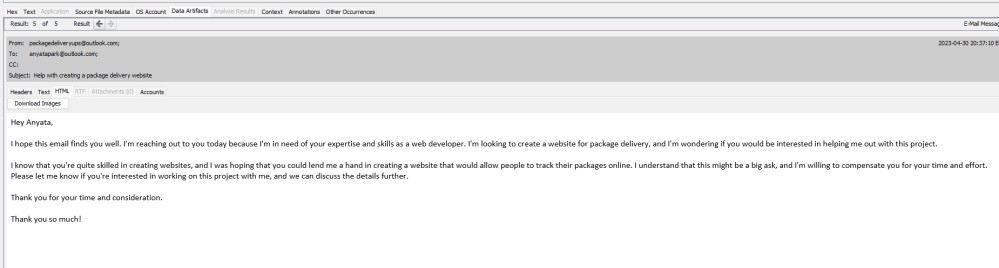 Hex Text Application Source File Metadata OS Account Data Artifacts Analysis Results Context Annotations Other Occurrences
Result: 5 of 5 Result E-Mail Messag
From: packagedeliveryups@outlook.com; 2023-04-30 20:37:10 E
To: anyatapark@outlook.com;
CC:
Subject: Help with creating a package delivery website
Headers Text HTML RTF Attachments (0) Accounts
Download Images
Hey Anyata,
I hope this email finds you well. I'm reaching out to you today because I'm in need of your expertise and skills as a web developer. I'm looking to create a website for package delivery, and I'm wondering if you would be interested in helping me out with this project.
I know that you're quite skilled in creating websites, and I was hoping that you could lend me a hand in creating a website that would allow people to track their packages online. I understand that this might be a big ask, and I'm willing to compensate you for your time and effort.
Please let me know if you're interested in working on this project with me, and we can discuss the details further.
Thank you for your time and consideration.
Thank you so much!